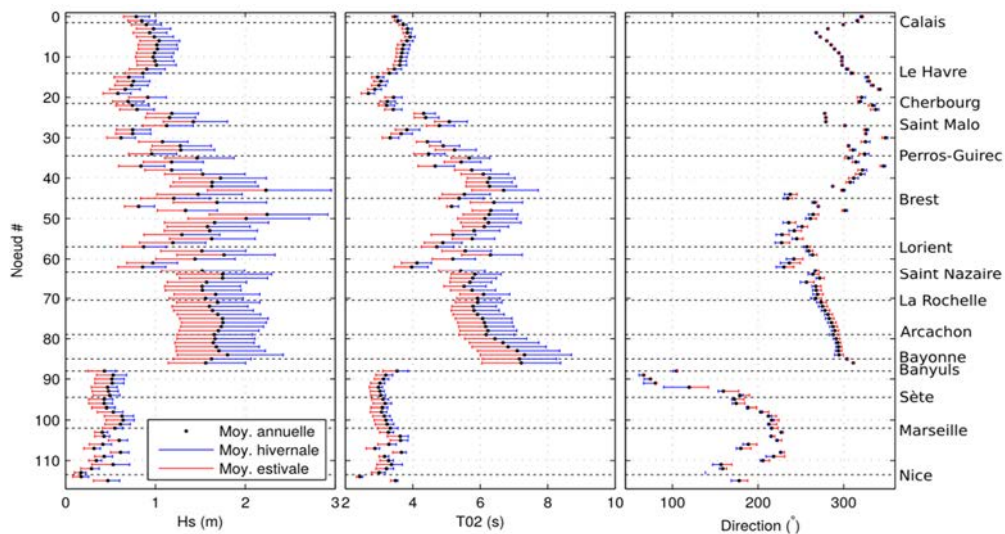 Noeud #
0
10
20
30
40
50
60
70
80
90
100
110
Moy. annuelle
Moy. hivernale
Moy. estivale
0
1
2
3
Hs (m)
2
4
6
8
10
T02 (s)
100
200
300
Direction (°)
Calais
Le Havre
Cherbourg
Saint Malo
Perros-Guirec
Brest
Lorient
Saint Nazaire
La Rochelle
Arcachon
Bayonne
Banyuls
Sète
Marseille
Nice